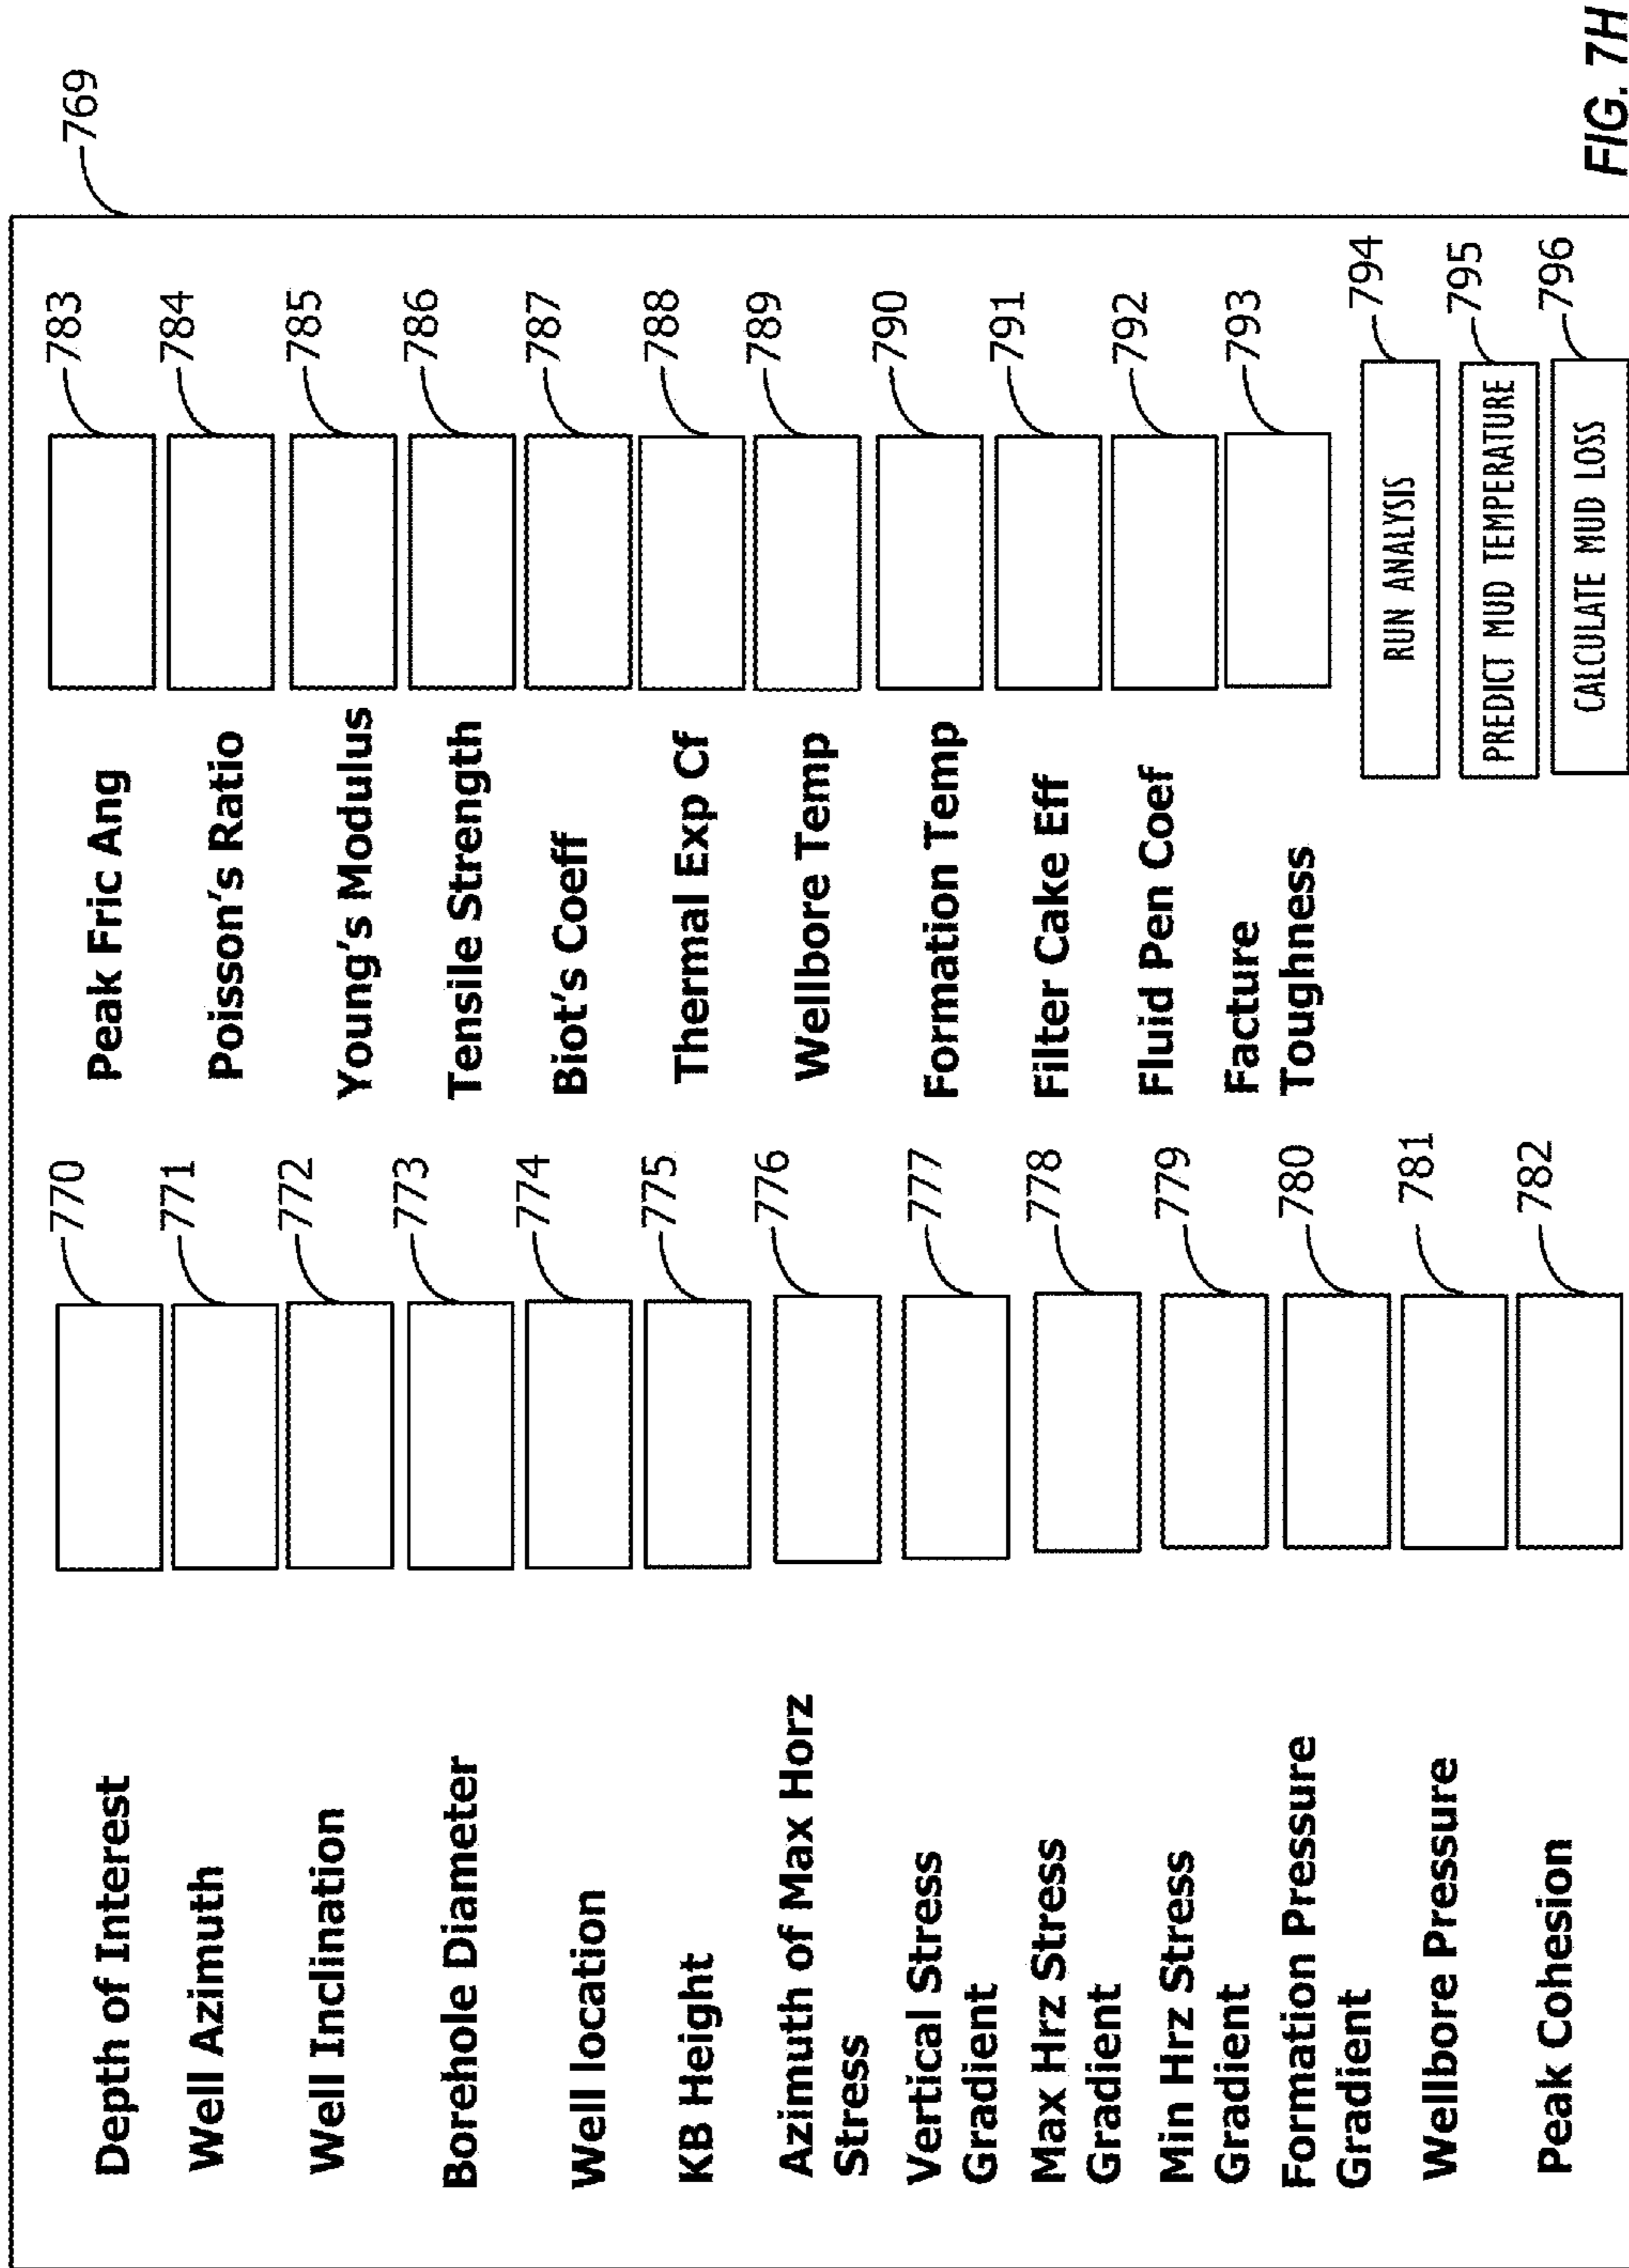 769
Depth of Interest
770
Peak Fric Ang
783
Well Azimuth
771
Poisson's Ratio
784
Well Inclination
772
Young's Modulus
785
Borehole Diameter
773
Tensile Strength
786
Well location
774
Biot's Coeff
787
KB Height
775
Thermal Exp Cf
788
Azimuth of Max Horz
Stress
776
Wellbore Temp
789
Vertical Stress
Gradient
777
Formation Temp
790
Max Hrz Stress
Gradient
778
Filter Cake Eff
791
Min Hrz Stress
Gradient
779
Fluid Pen Coef
792
Formation Pressure
Gradient
780
Facture
Toughness
793
Wellbore Pressure
781
RUN ANALYSIS
794
Peak Cohesion
782
PREDICT MUD TEMPERATURE
795
CALCULATE MUD LOSS
796
FIG. 7H